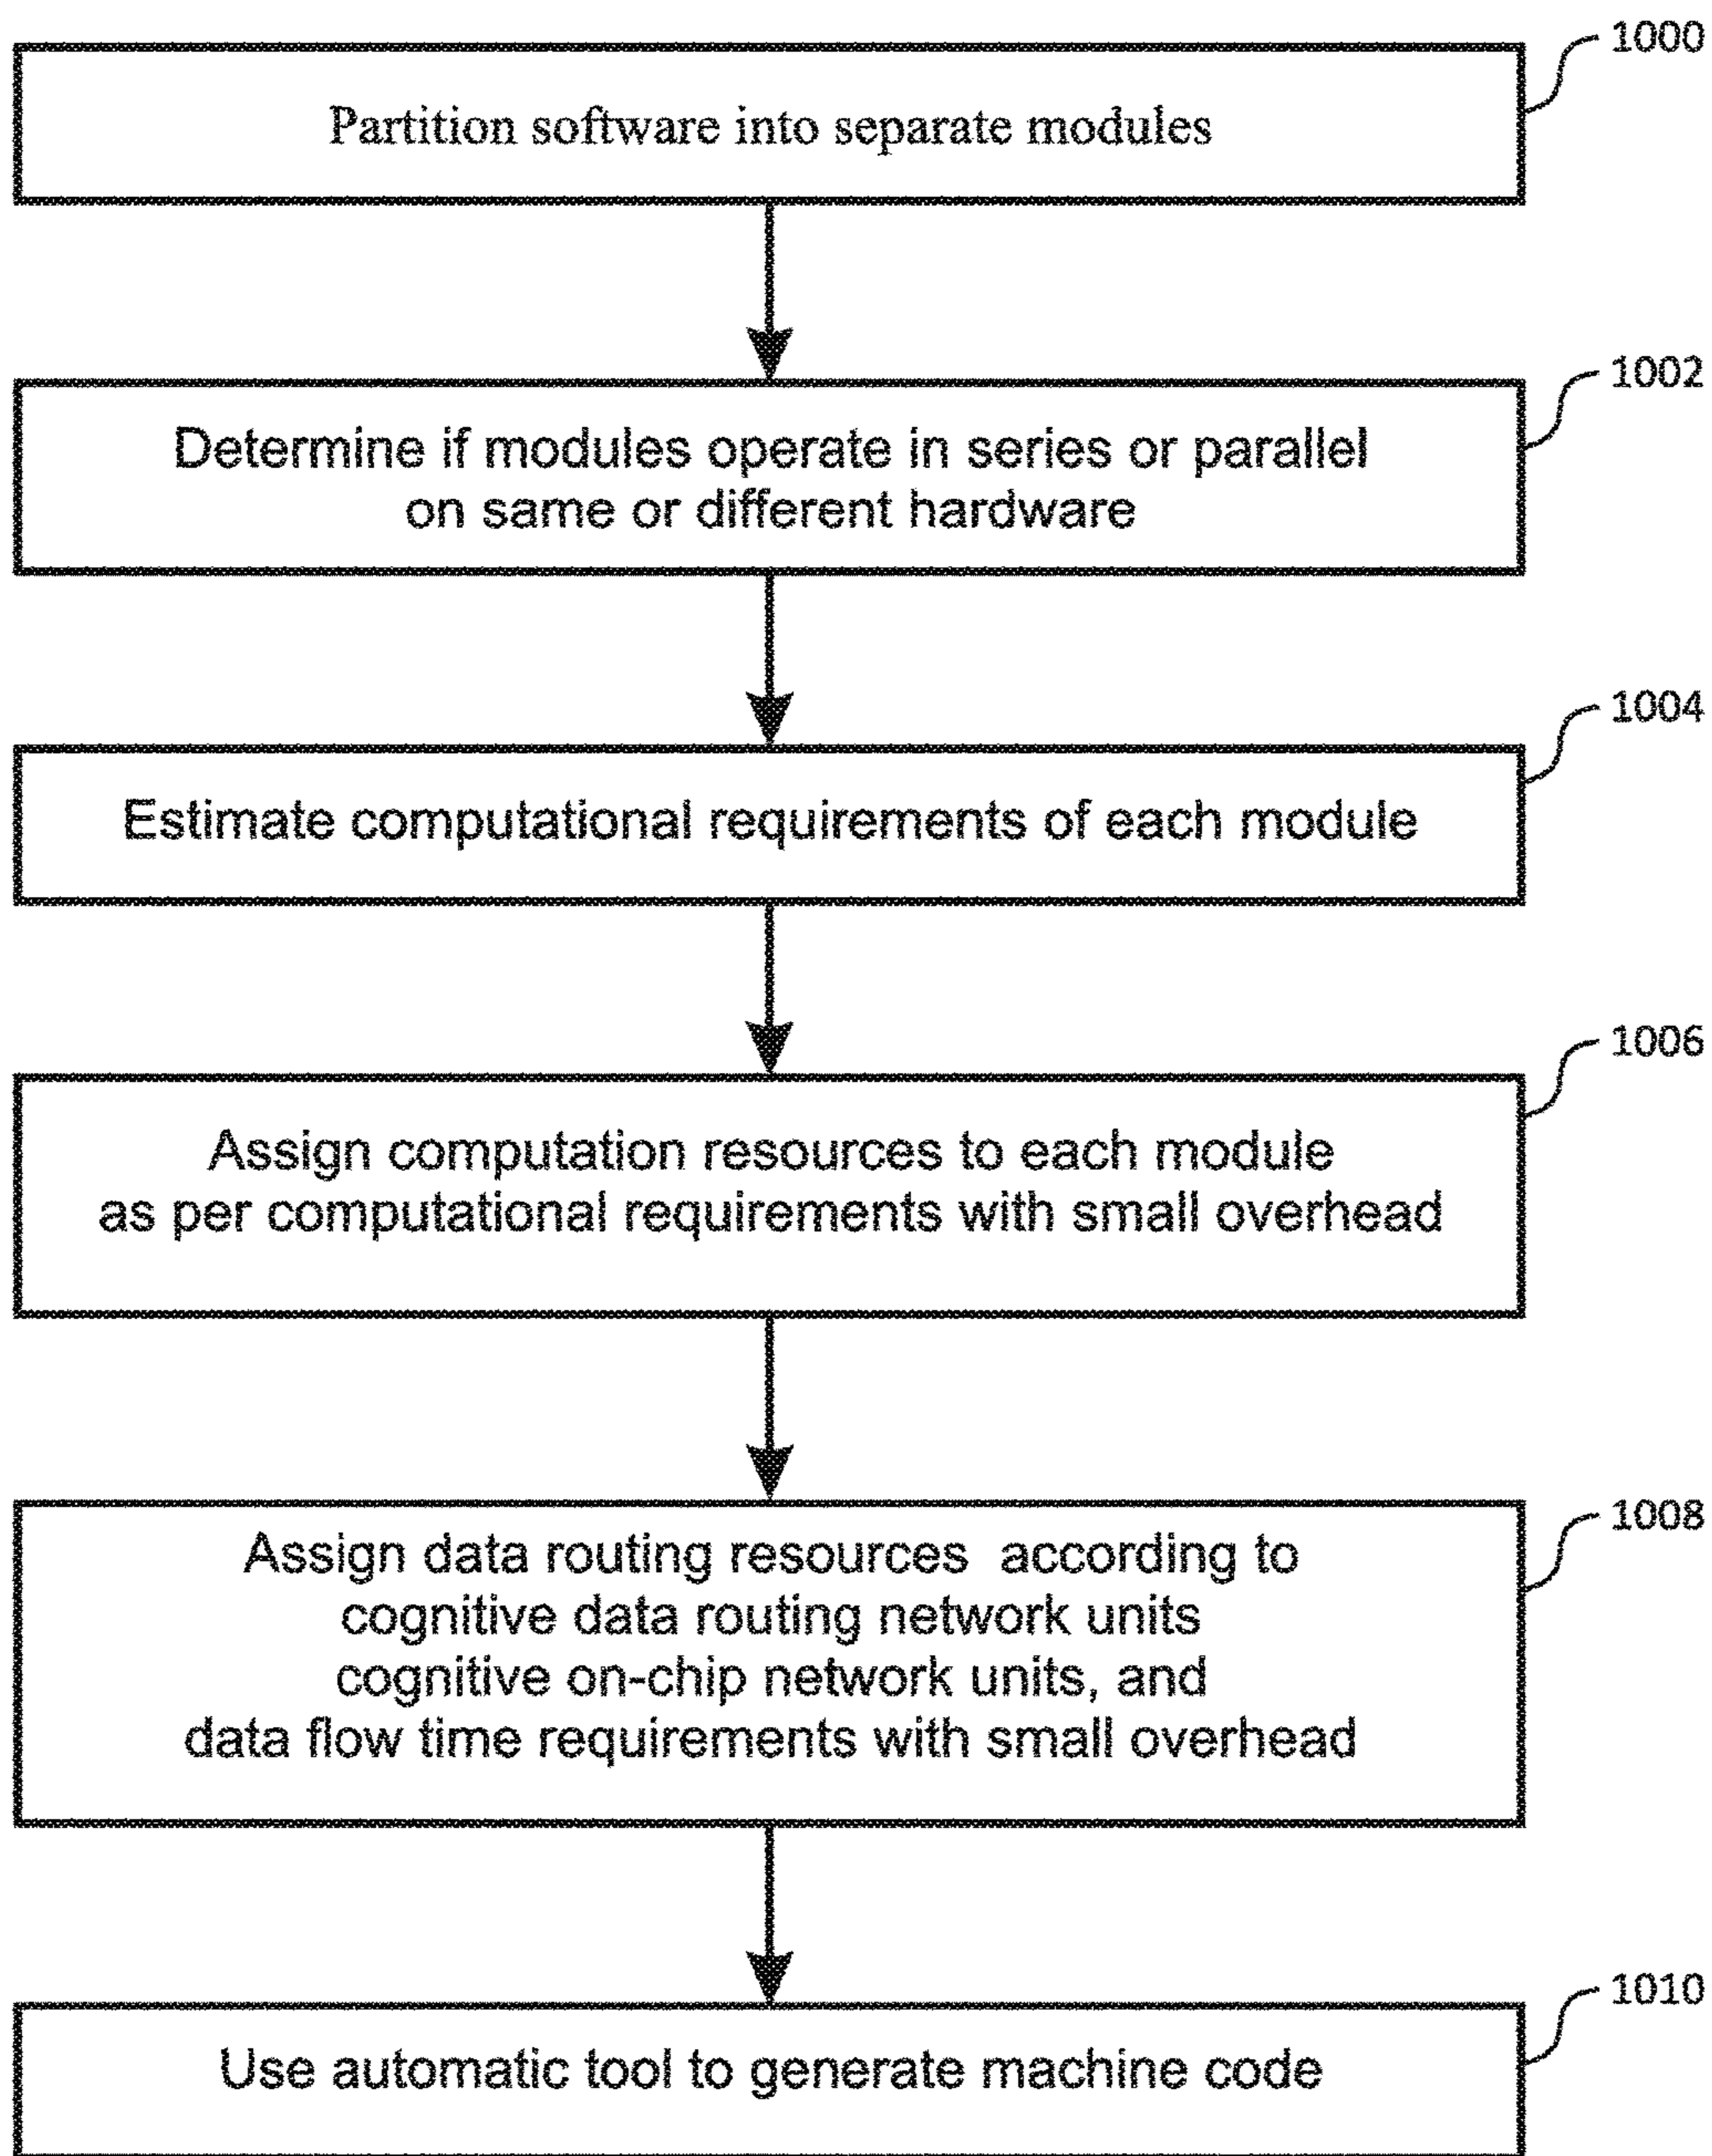 1000
Partition software into separate modules
1002
Determine if modules operate in series or parallel
on same or different hardware
1004
Estimate computational requirements of each module
1006
Assign computation resources to each module
as per computational requirements with small overhead
1008
Assign data routing resources according to
cognitive data routing network units
cognitive on-chip network units, and
data flow time requirements with small overhead
1010
Use automatic tool to generate machine code